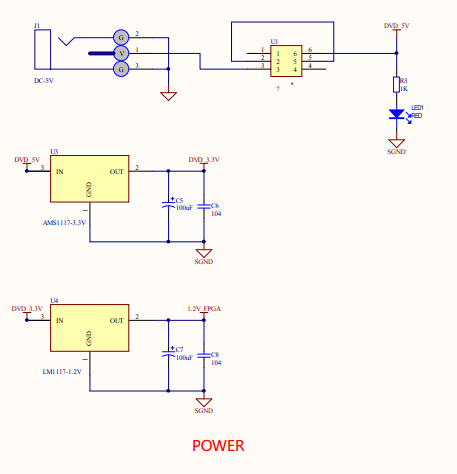 J1
G 2
V 1
G 3
DC-5V
U1
1 6
2 5
3 4
? *
DVD_5V
R3
1K
LED1
RED
SGND
U3
DVD_5V
3 IN OUT 2
DVD_3.3V
GND
1
AMS1117-3.3V
C5
100uF
C6
104
SGND
U4
DVD_3.3V
3 IN OUT 2
1.2V_FPGA
GND
1
LM1117-1.2V
C7
100uF
C8
104
SGND
POWER